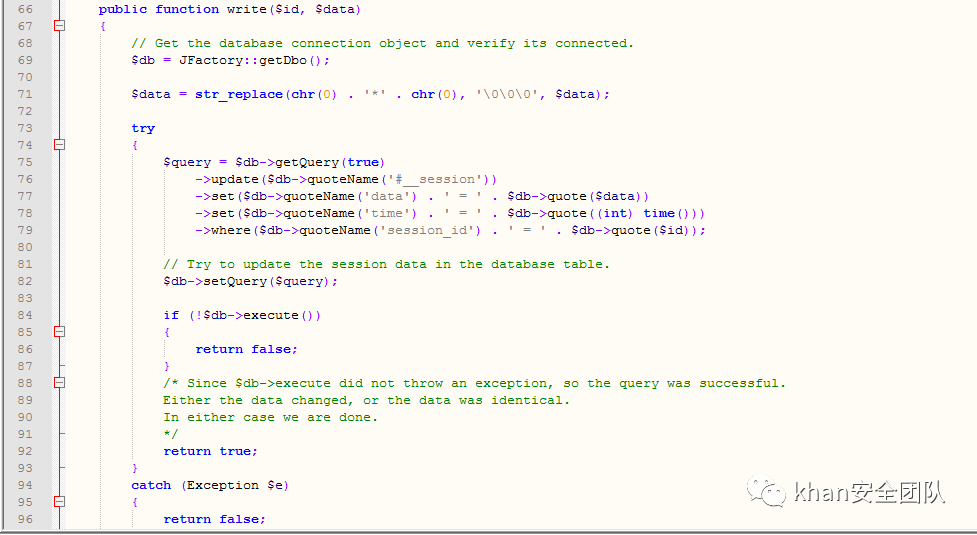 66 public function write($id, $data)
67 {
68 // Get the database connection object and verify its connected.
69 $db = JFactory::getDbo();
70
71 $data = str_replace(chr(0) . '*' . chr(0), '\0\0\0', $data);
72
73 try
74 {
75 $query = $db->getQuery(true)
76 ->update($db->quoteName('#__session'))
77 ->set($db->quoteName('data') . ' = ' . $db->quote($data))
78 ->set($db->quoteName('time') . ' = ' . $db->quote((int) time()))
79 ->where($db->quoteName('session_id') . ' = ' . $db->quote($id));
80
81 // Try to update the session data in the database table.
82 $db->setQuery($query);
83
84 if (!$db->execute())
85 {
86 return false;
87 }
88 /* Since $db->execute did not throw an exception, so the query was successful.
89 Either the data changed, or the data was identical.
90 In either case we are done.
91 */
92 return true;
93 }
94 catch (Exception $e)
95 {
96 return false;
khan安全团队